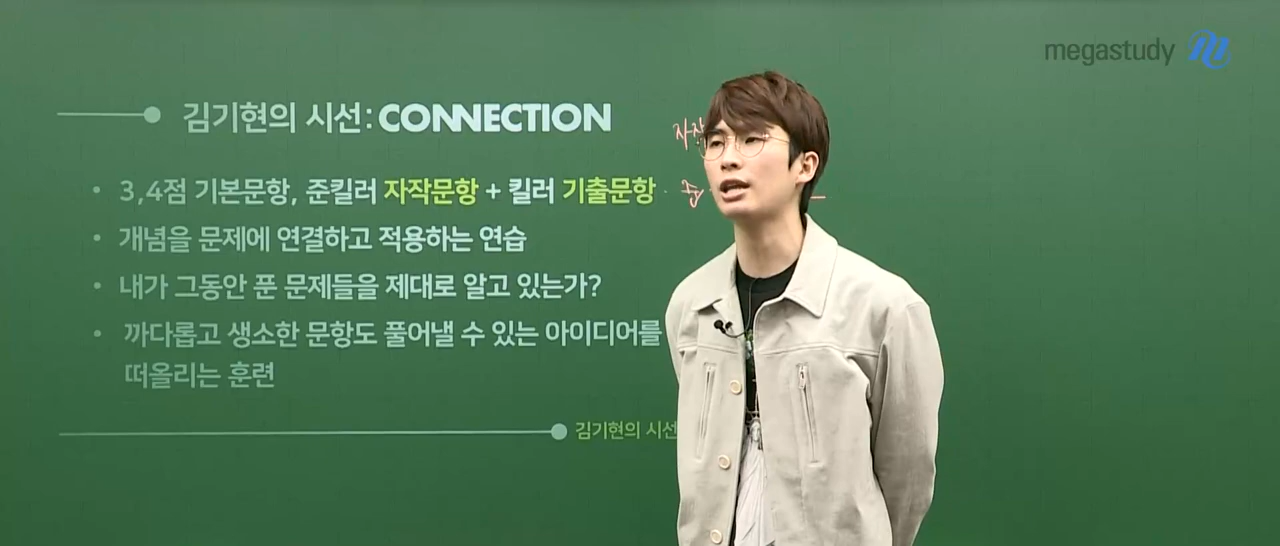 megastudy
김기현의 시선: CONNECTION
자작
• 3,4점 기본문항, 준킬러 자작문항 + 킬러 기출문항
준
• 개념을 문제에 연결하고 적용하는 연습
• 내가 그동안 푼 문제들을 제대로 알고 있는가?
• 까다롭고 생소한 문항도 풀어낼 수 있는 아이디어를
떠올리는 훈련
김기현의 시선